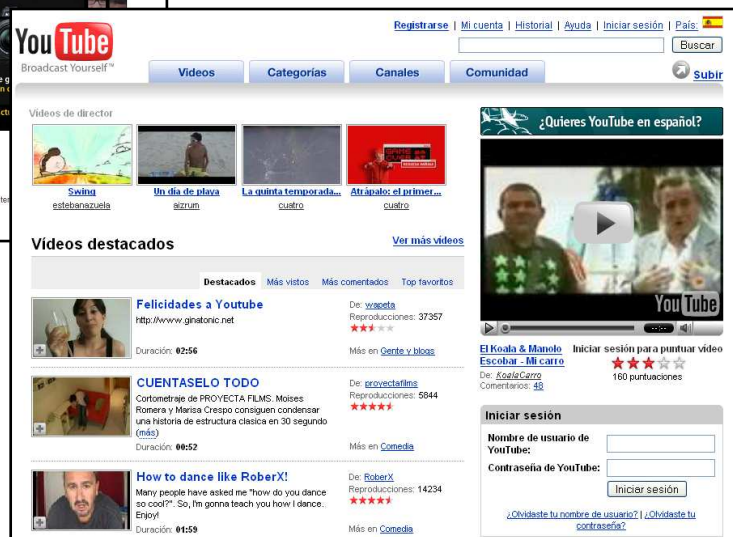 Registrarse | Mi cuenta | Historial | Ayuda | Iniciar sesión | País:
YouTube
Broadcast Yourself™
Buscar
Videos
Categorías
Canales
Comunidad
Subir
Vídeos de director
Swing
estebanazuela
Un día de playa
aizrum
La quinta temporada...
cuatro
Atrápalo: el primer...
cuatro
¿Quieres YouTube en español?
YouTube
El Koala & Manolo
Escobar - Mi carro
De: KoalaCarro
Comentarios: 48
Iniciar sesión para puntuar vídeo
160 puntuaciones
Vídeos destacados
Ver más vídeos
Destacados
Más vistos
Más comentados
Top favoritos
Felicidades a Youtube
http://www.ginatonic.net
Duración: 02:56
De: wapeta
Reproducciones: 37357
Más en Gente y blogs
CUENTASELO TODO
Cortometraje de PROYECTA FILMS. Moises
Romera y Marisa Crespo consiguen condensar
una historia de estructura clasica en 30 segundo
(más)
Duración: 00:52
De: proyectafilms
Reproducciones: 5844
Más en Comedia
How to dance like RoberX!
Many people have asked me "how do you dance
so cool?". So, I'm gonna teach you how I dance.
Enjoy!
Duración: 01:59
De: RoberX
Reproducciones: 14234
Más en Comedia
Iniciar sesión
Nombre de usuario de
YouTube:
Contraseña de YouTube:
Iniciar sesión
¿Olvidaste tu nombre de
usuario? | ¿Olvidaste tu
contraseña?